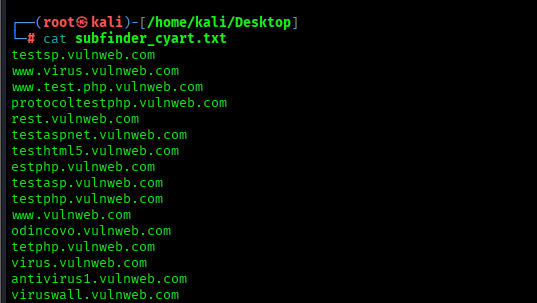 ┌──(root㉿kali)-[/home/kali/Desktop]
└─# cat subfinder_cyart.txt
testsp.vulnweb.com
www.virus.vulnweb.com
www.test.php.vulnweb.com
protocoltestphp.vulnweb.com
rest.vulnweb.com
testaspnet.vulnweb.com
testhtml5.vulnweb.com
estphp.vulnweb.com
testasp.vulnweb.com
testphp.vulnweb.com
www.vulnweb.com
odincovo.vulnweb.com
tetphp.vulnweb.com
virus.vulnweb.com
antivirus1.vulnweb.com
viruswall.vulnweb.com